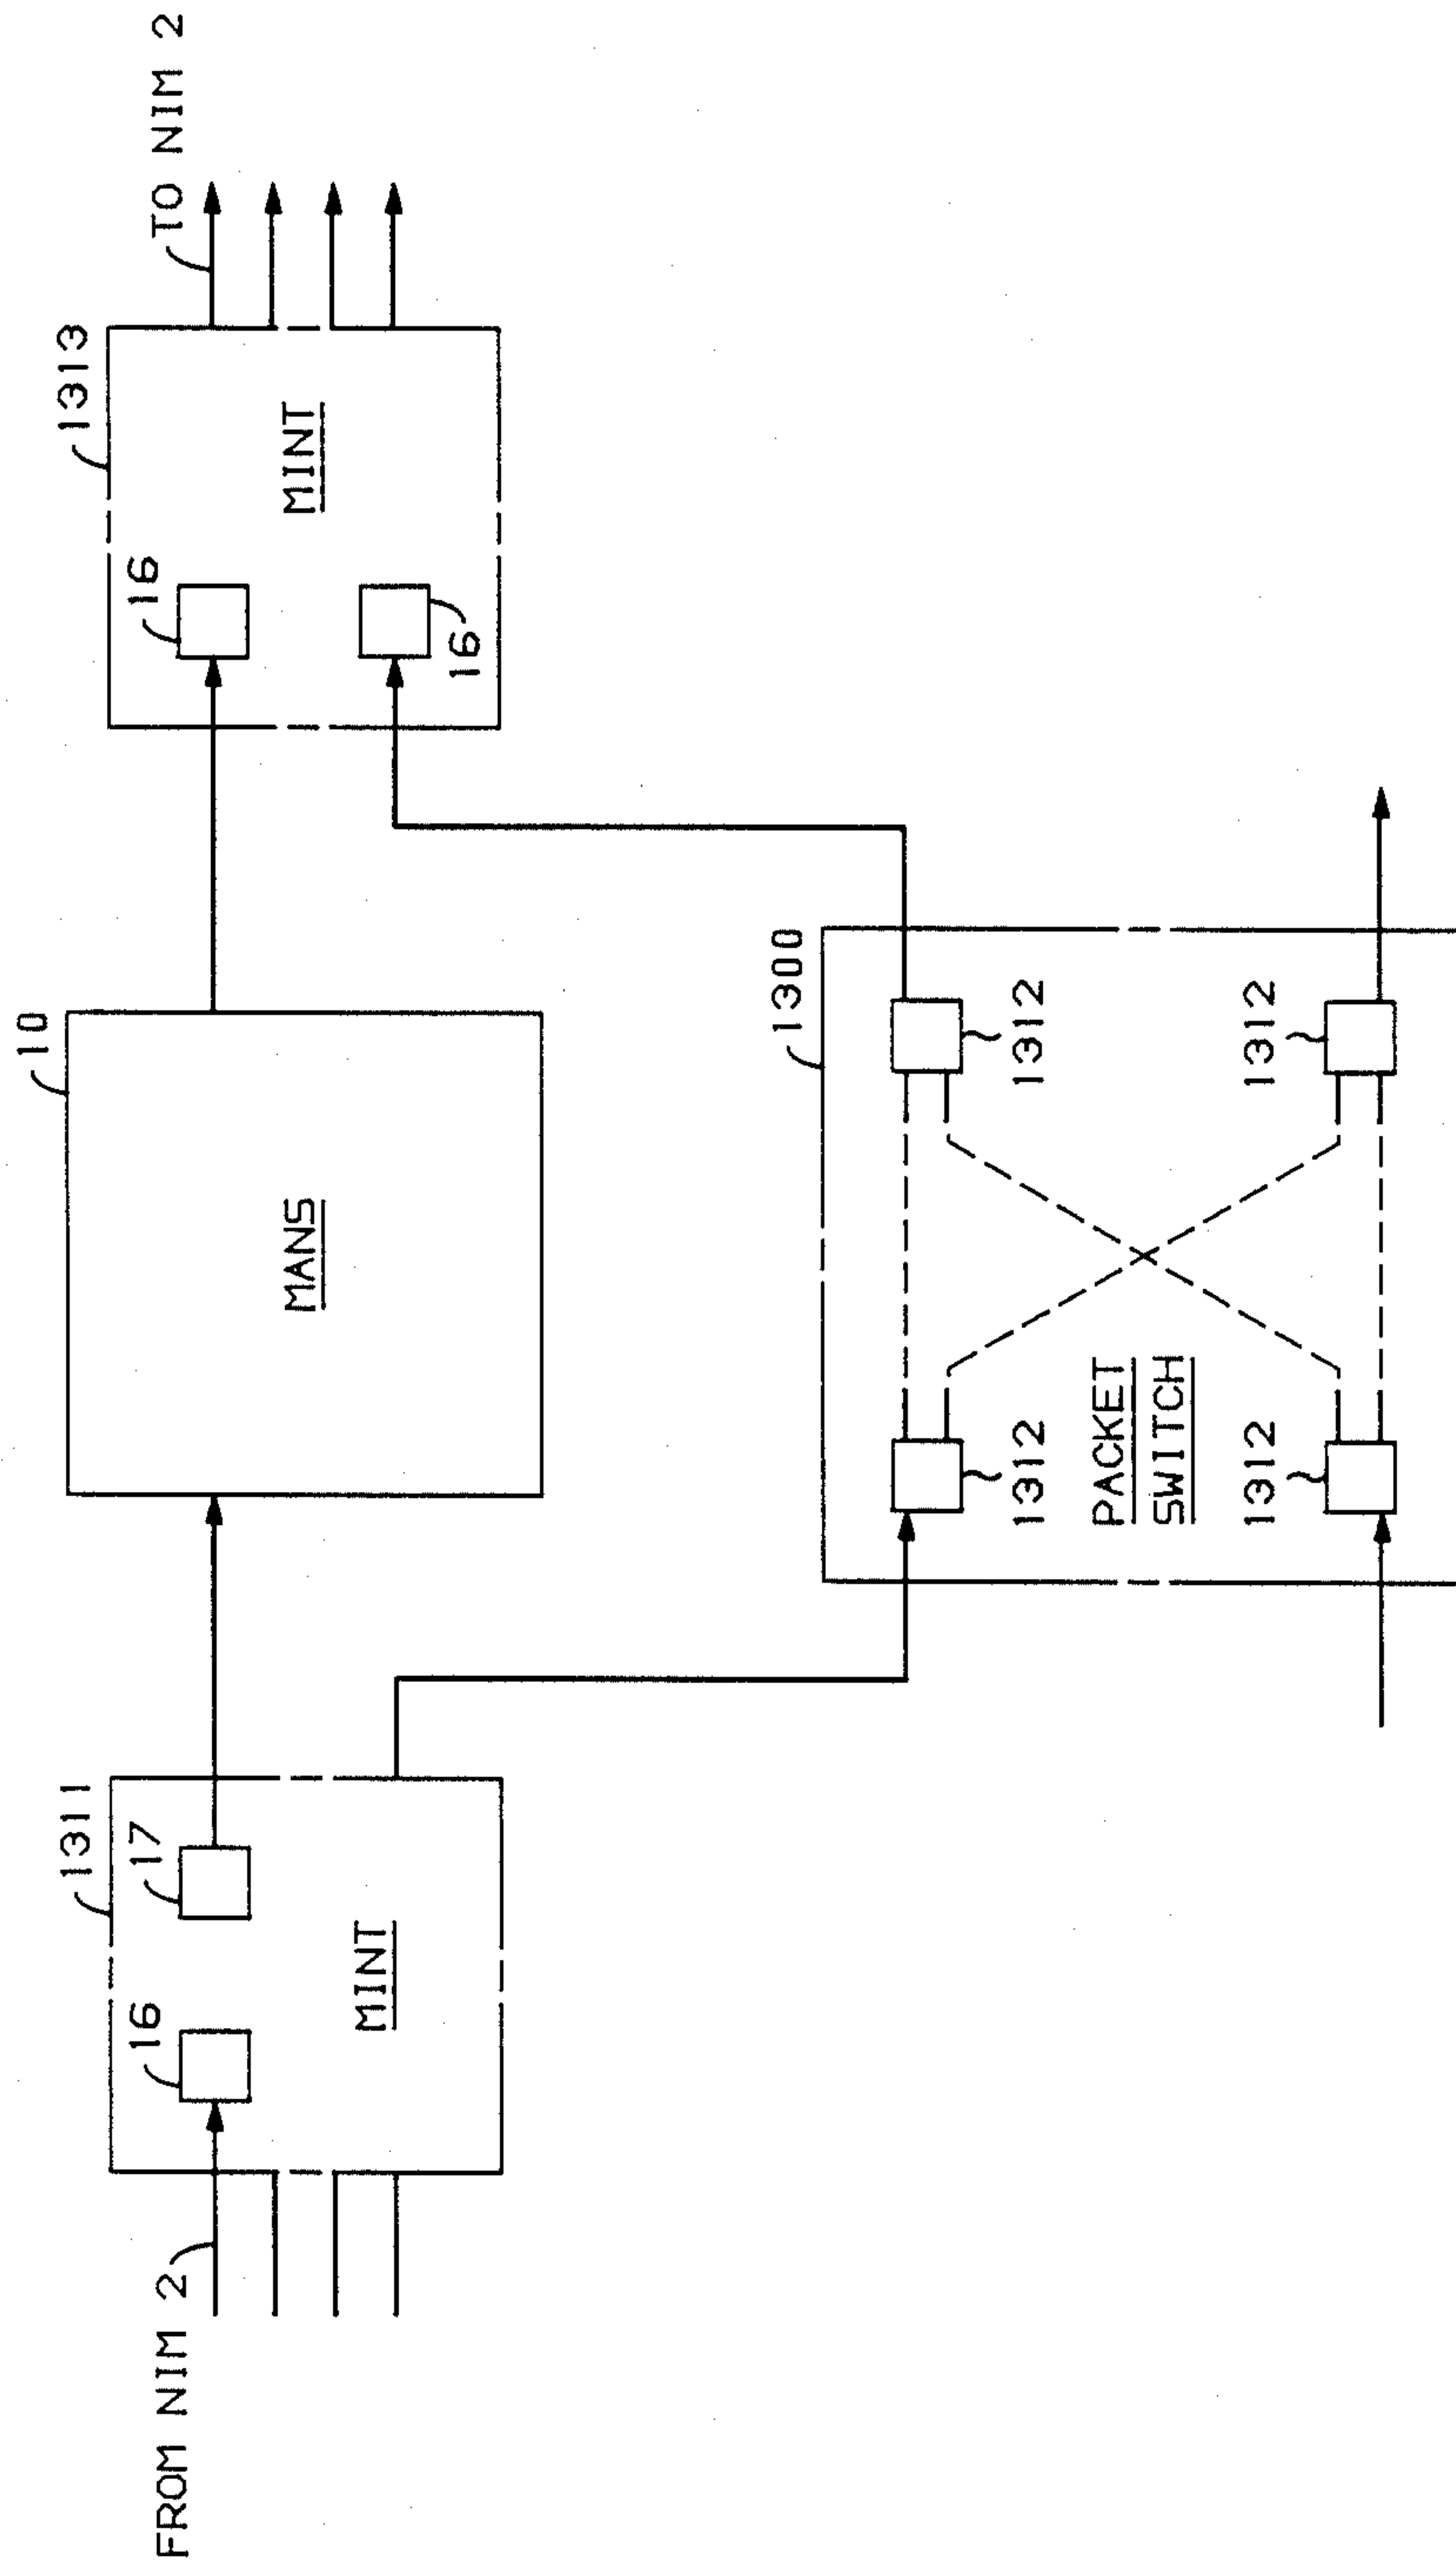 FROM NIM 2
16
17
1311
MINT
10
MANS
16
1313
MINT
16
TO NIM 2
1300
1312
1312
PACKET
SWITCH
1312
1312